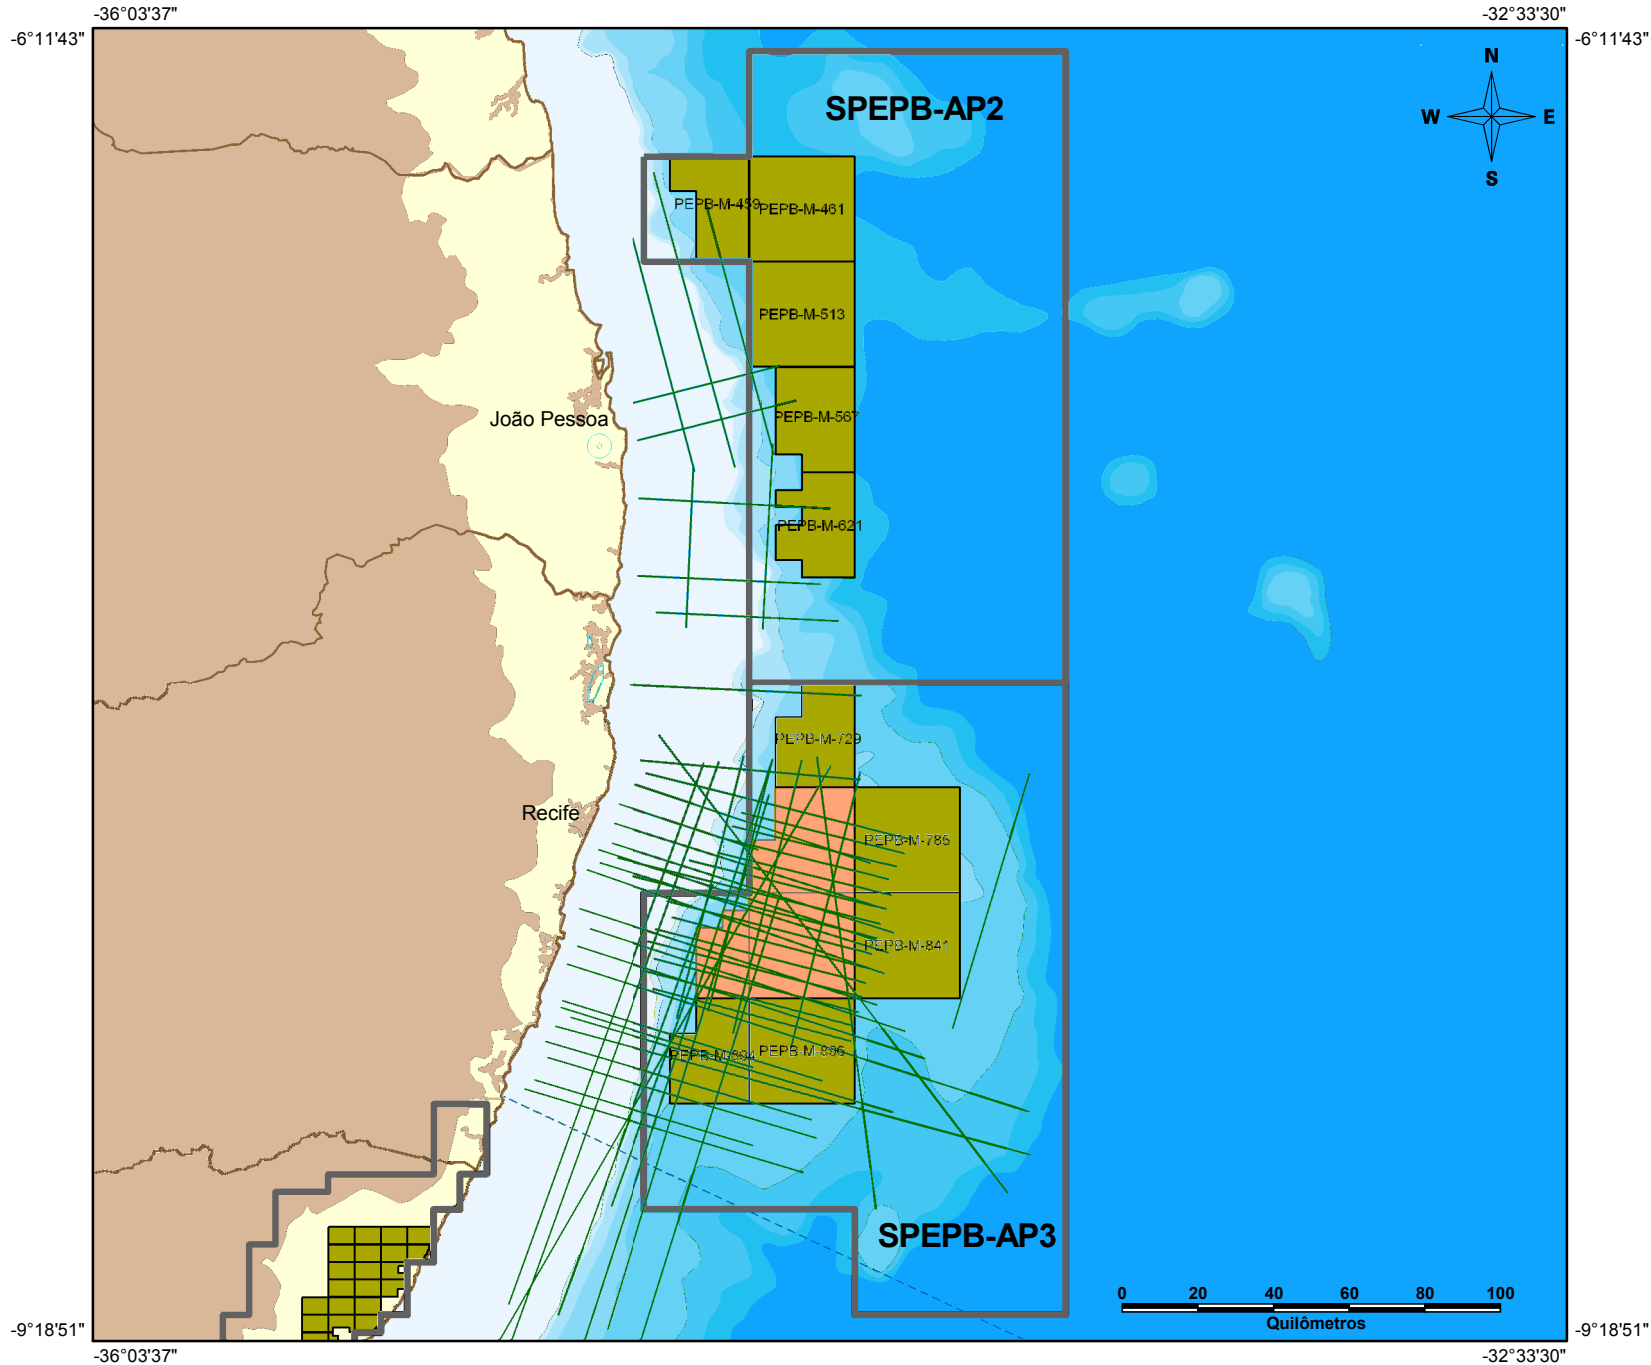 -36°03'37"
-32°33'30"
-6°11'43"
-6°11'43"
N
SPEPB-AP2
W
E
S
PEPB-M-459
PEPB-M-461
PEPB-M-513
PEPB-M-567
João Pessoa
PEPB-M-621
PEPB-M-729
Recife
PEPB-M-785
PEPB-M-841
PEPB-M-894
PEPB-M-896
SPEPB-AP3
0 20 40 60 80 100
Quilômetros
-9°18'51"
-9°18'51"
-36°03'37"
-32°33'30"